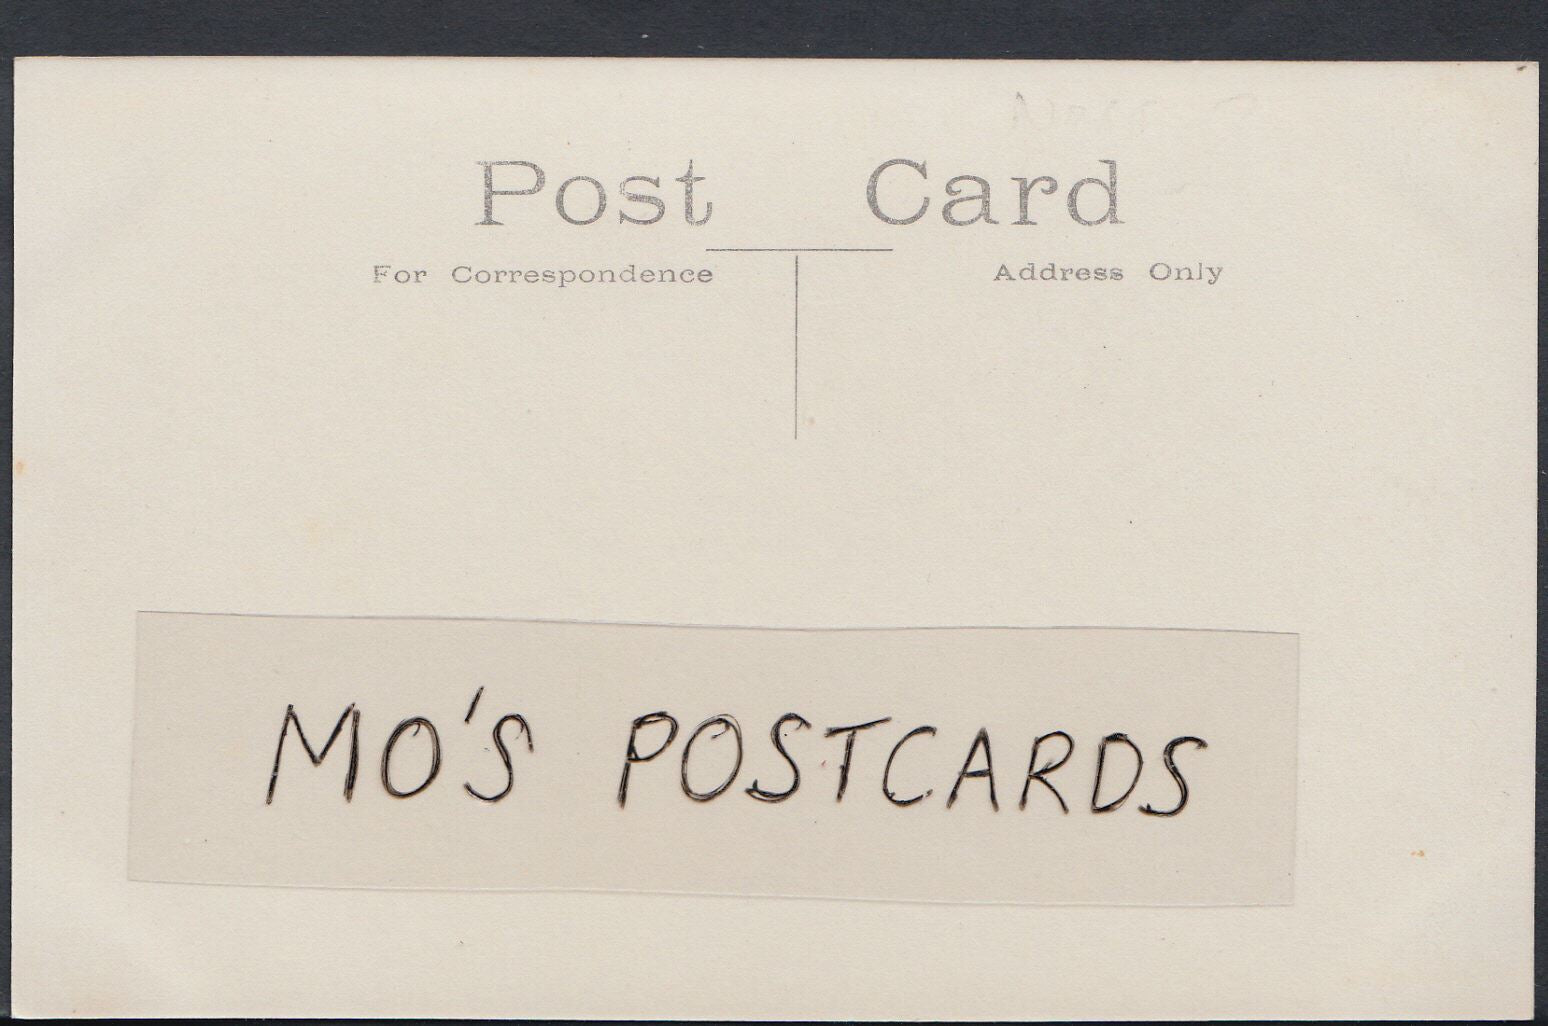 Post Card
For Correspondence Address Only
MO'S POSTCARDS